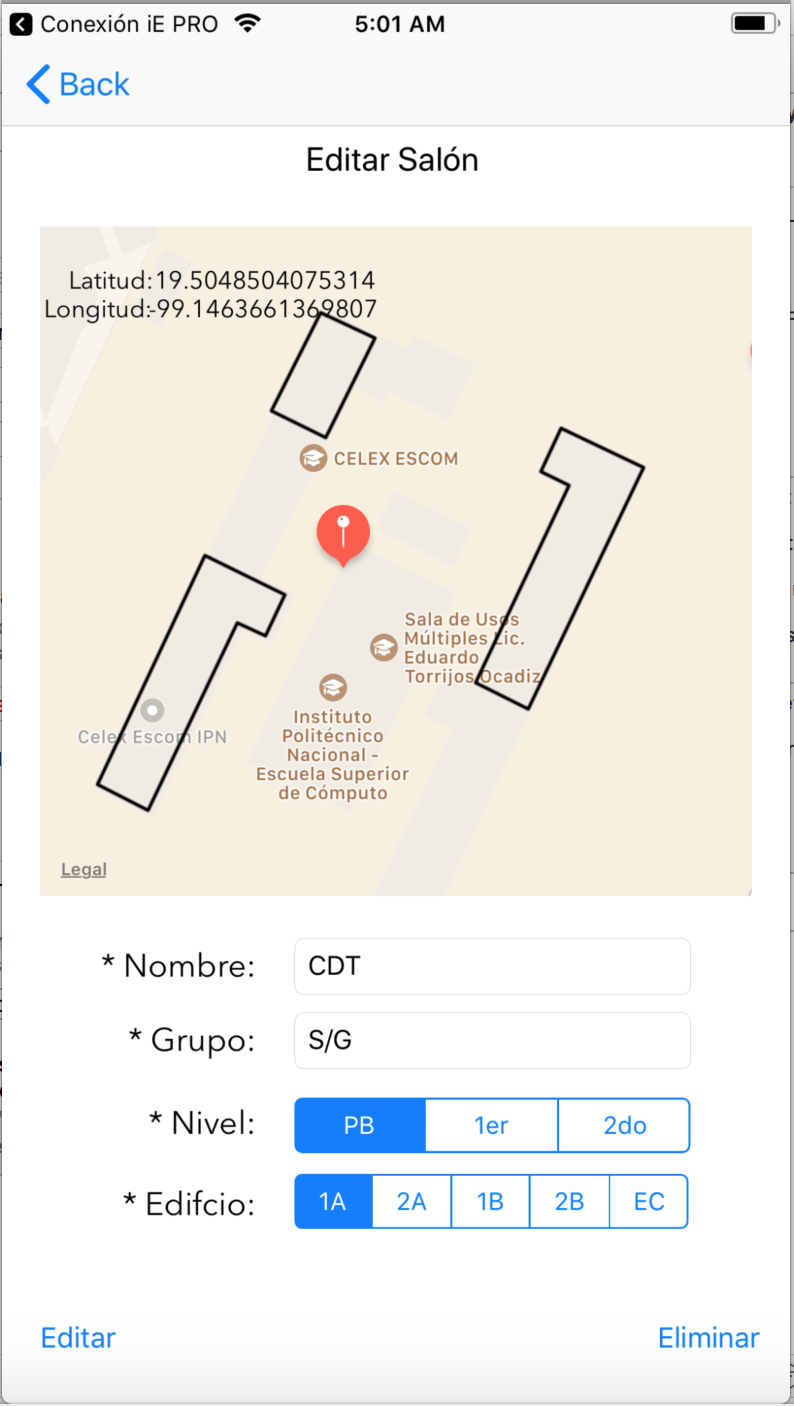 Conexión iE PRO
5:01 AM
Back
Editar Salón
Latitud:19.5048504075314
Longitud:-99.1463661369807
CELEX ESCOM
Sala de Usos
Múltiples Lic.
Eduardo
Torrijos Ocadiz
Instituto
Politécnico
Nacional -
Escuela Superior
de Cómputo
Celex Escom IPN
Legal
* Nombre: CDT
* Grupo: S/G
* Nivel: PB 1er 2do
* Edifcio: 1A 2A 1B 2B EC
Editar Eliminar